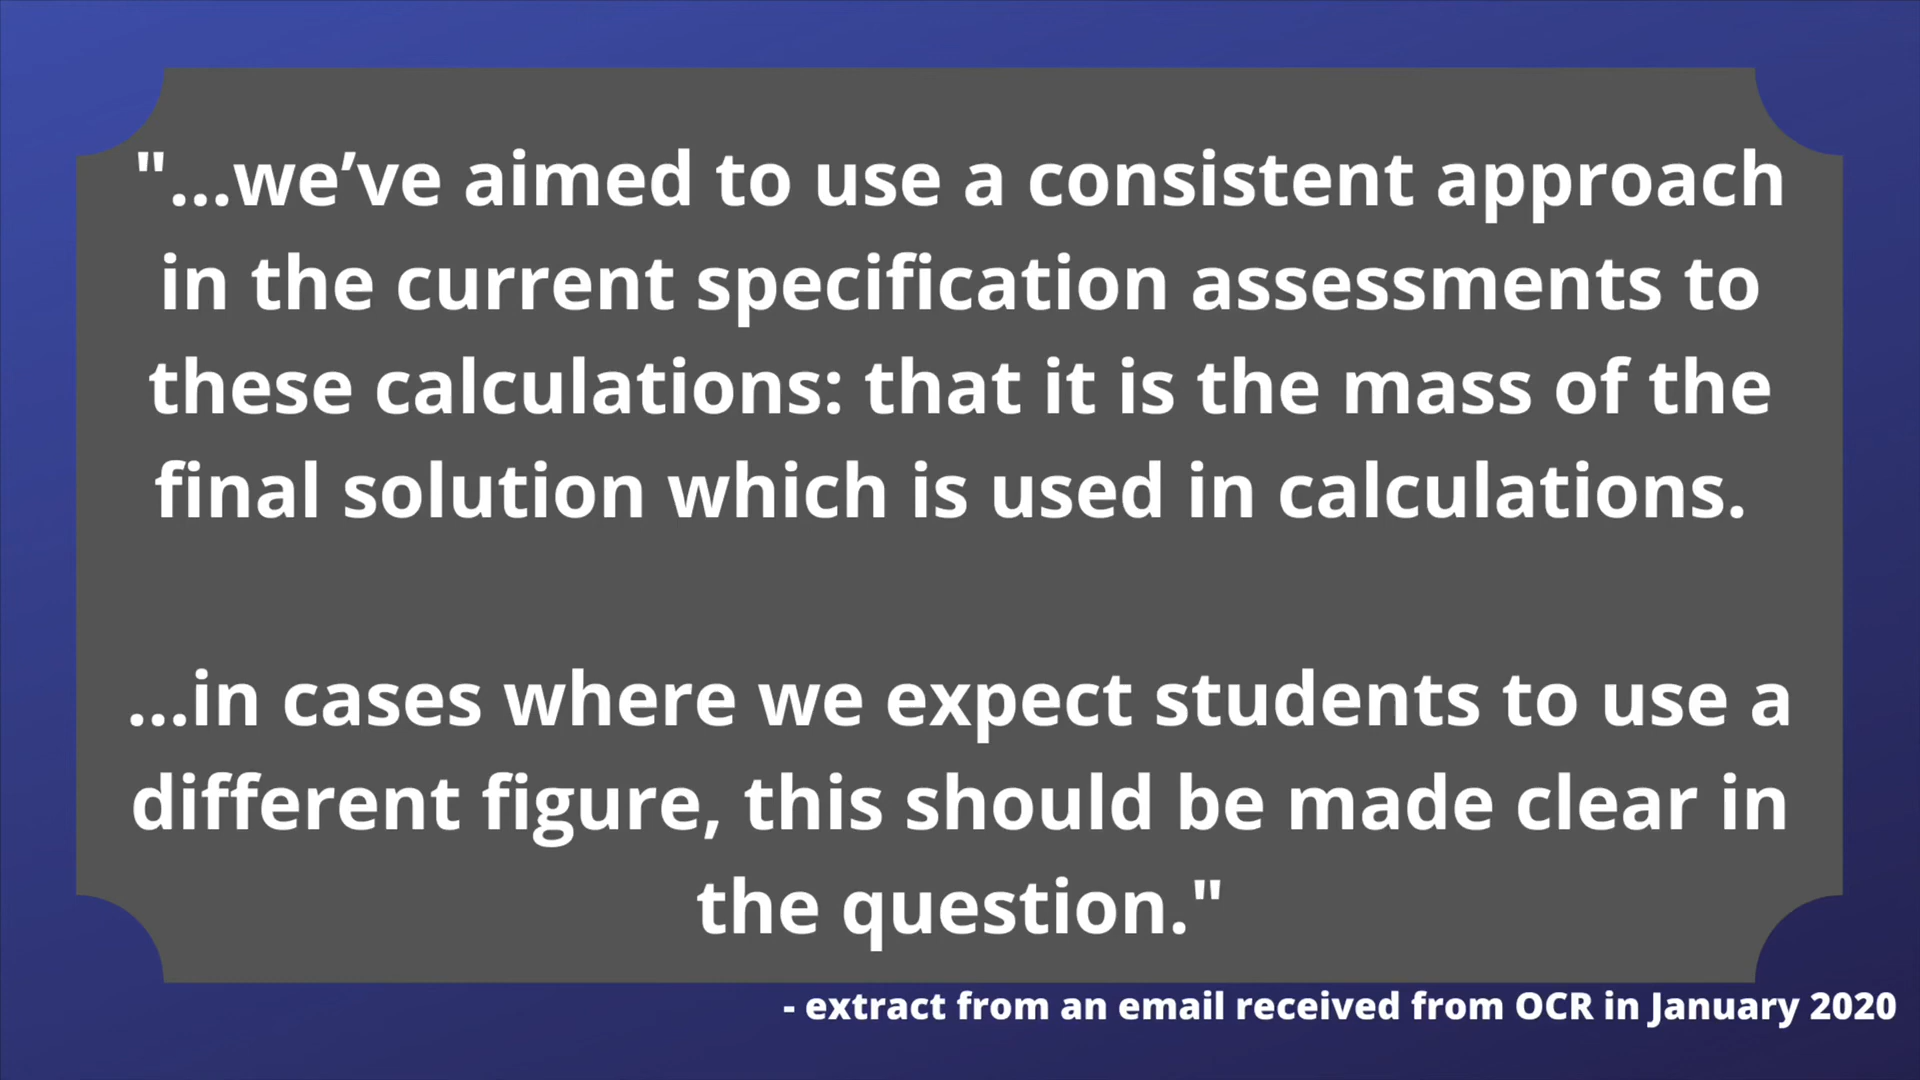 "...we’ve aimed to use a consistent approach
in the current specification assessments to
these calculations: that it is the mass of the
final solution which is used in calculations.
...in cases where we expect students to use a
different figure, this should be made clear in
the question."
- extract from an email received from OCR in January 2020